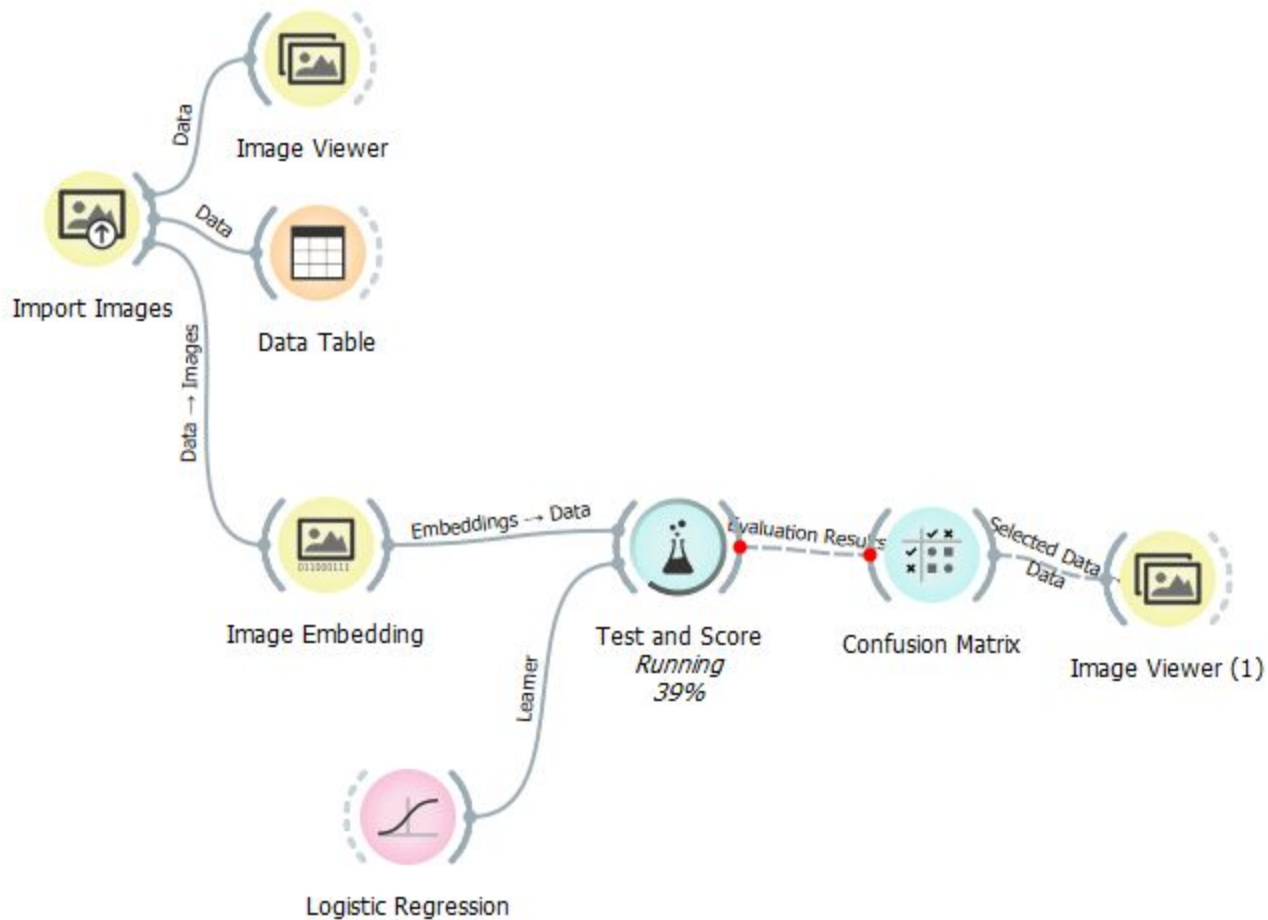 Data
Image Viewer
Data
Import Images
Data Table
Data → Images
011000111
Embeddings → Data
Evaluation Results
Selected Data
Data
Image Embedding
Test and Score
Running
39%
Confusion Matrix
Image Viewer (1)
Learner
Logistic Regression